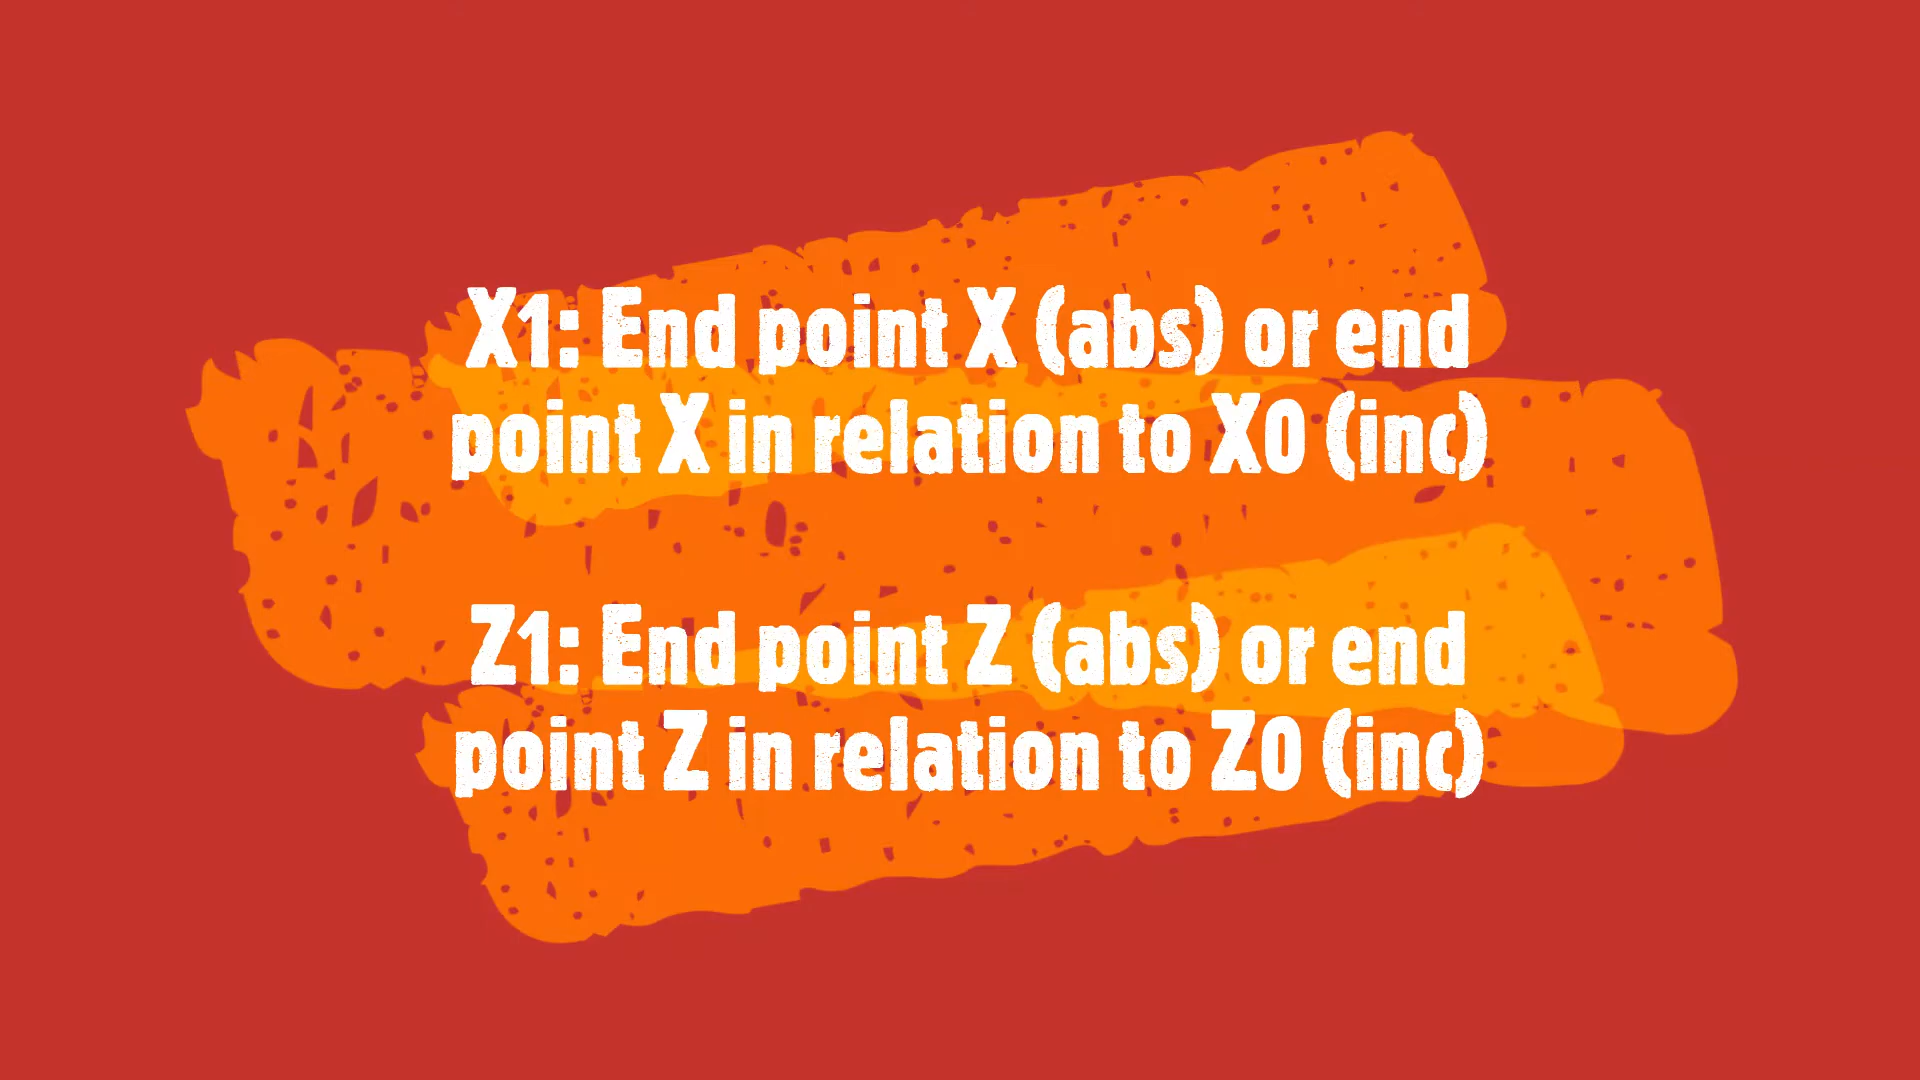 X1: End point X (abs) or end
point X in relation to X0 (inc)
Z1: End point Z (abs) or end
point Z in relation to Z0 (inc)